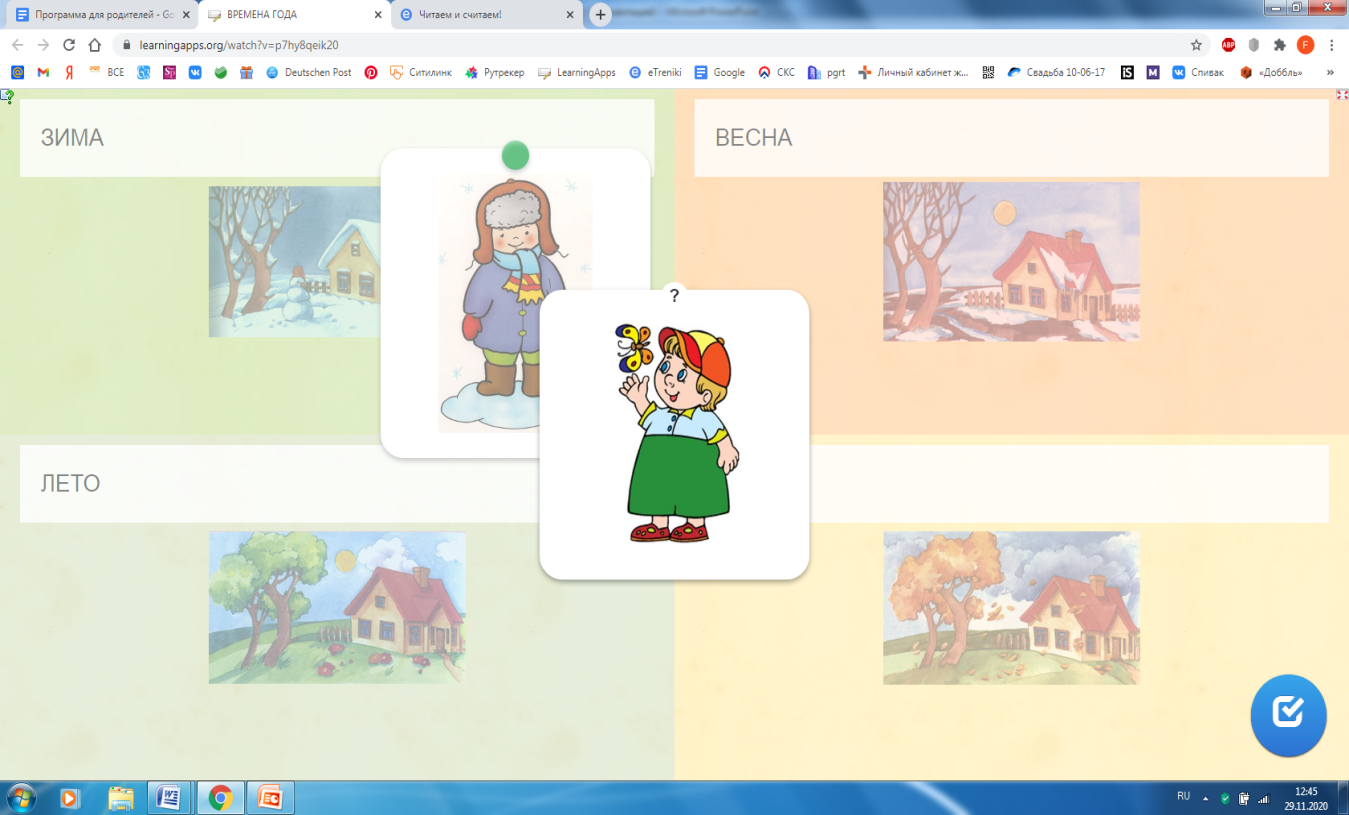 Программа для родителей - Go
ВРЕМЕНА ГОДА
Читаем и считаем!
learningapps.org/watch?v=p7hy8qeik20
ABP
F
ВСЕ
Deutschen Post
Ситилинк
Рутрекер
LearningApps
eTreniki
Google
СКС
pgrt
Личный кабинет ж...
Свадьба 10-06-17
iS
M
Спивак
«Доббль»
»
ЗИМА
ВЕСНА
?
ЛЕТО
RU
12:45
29.11.2020